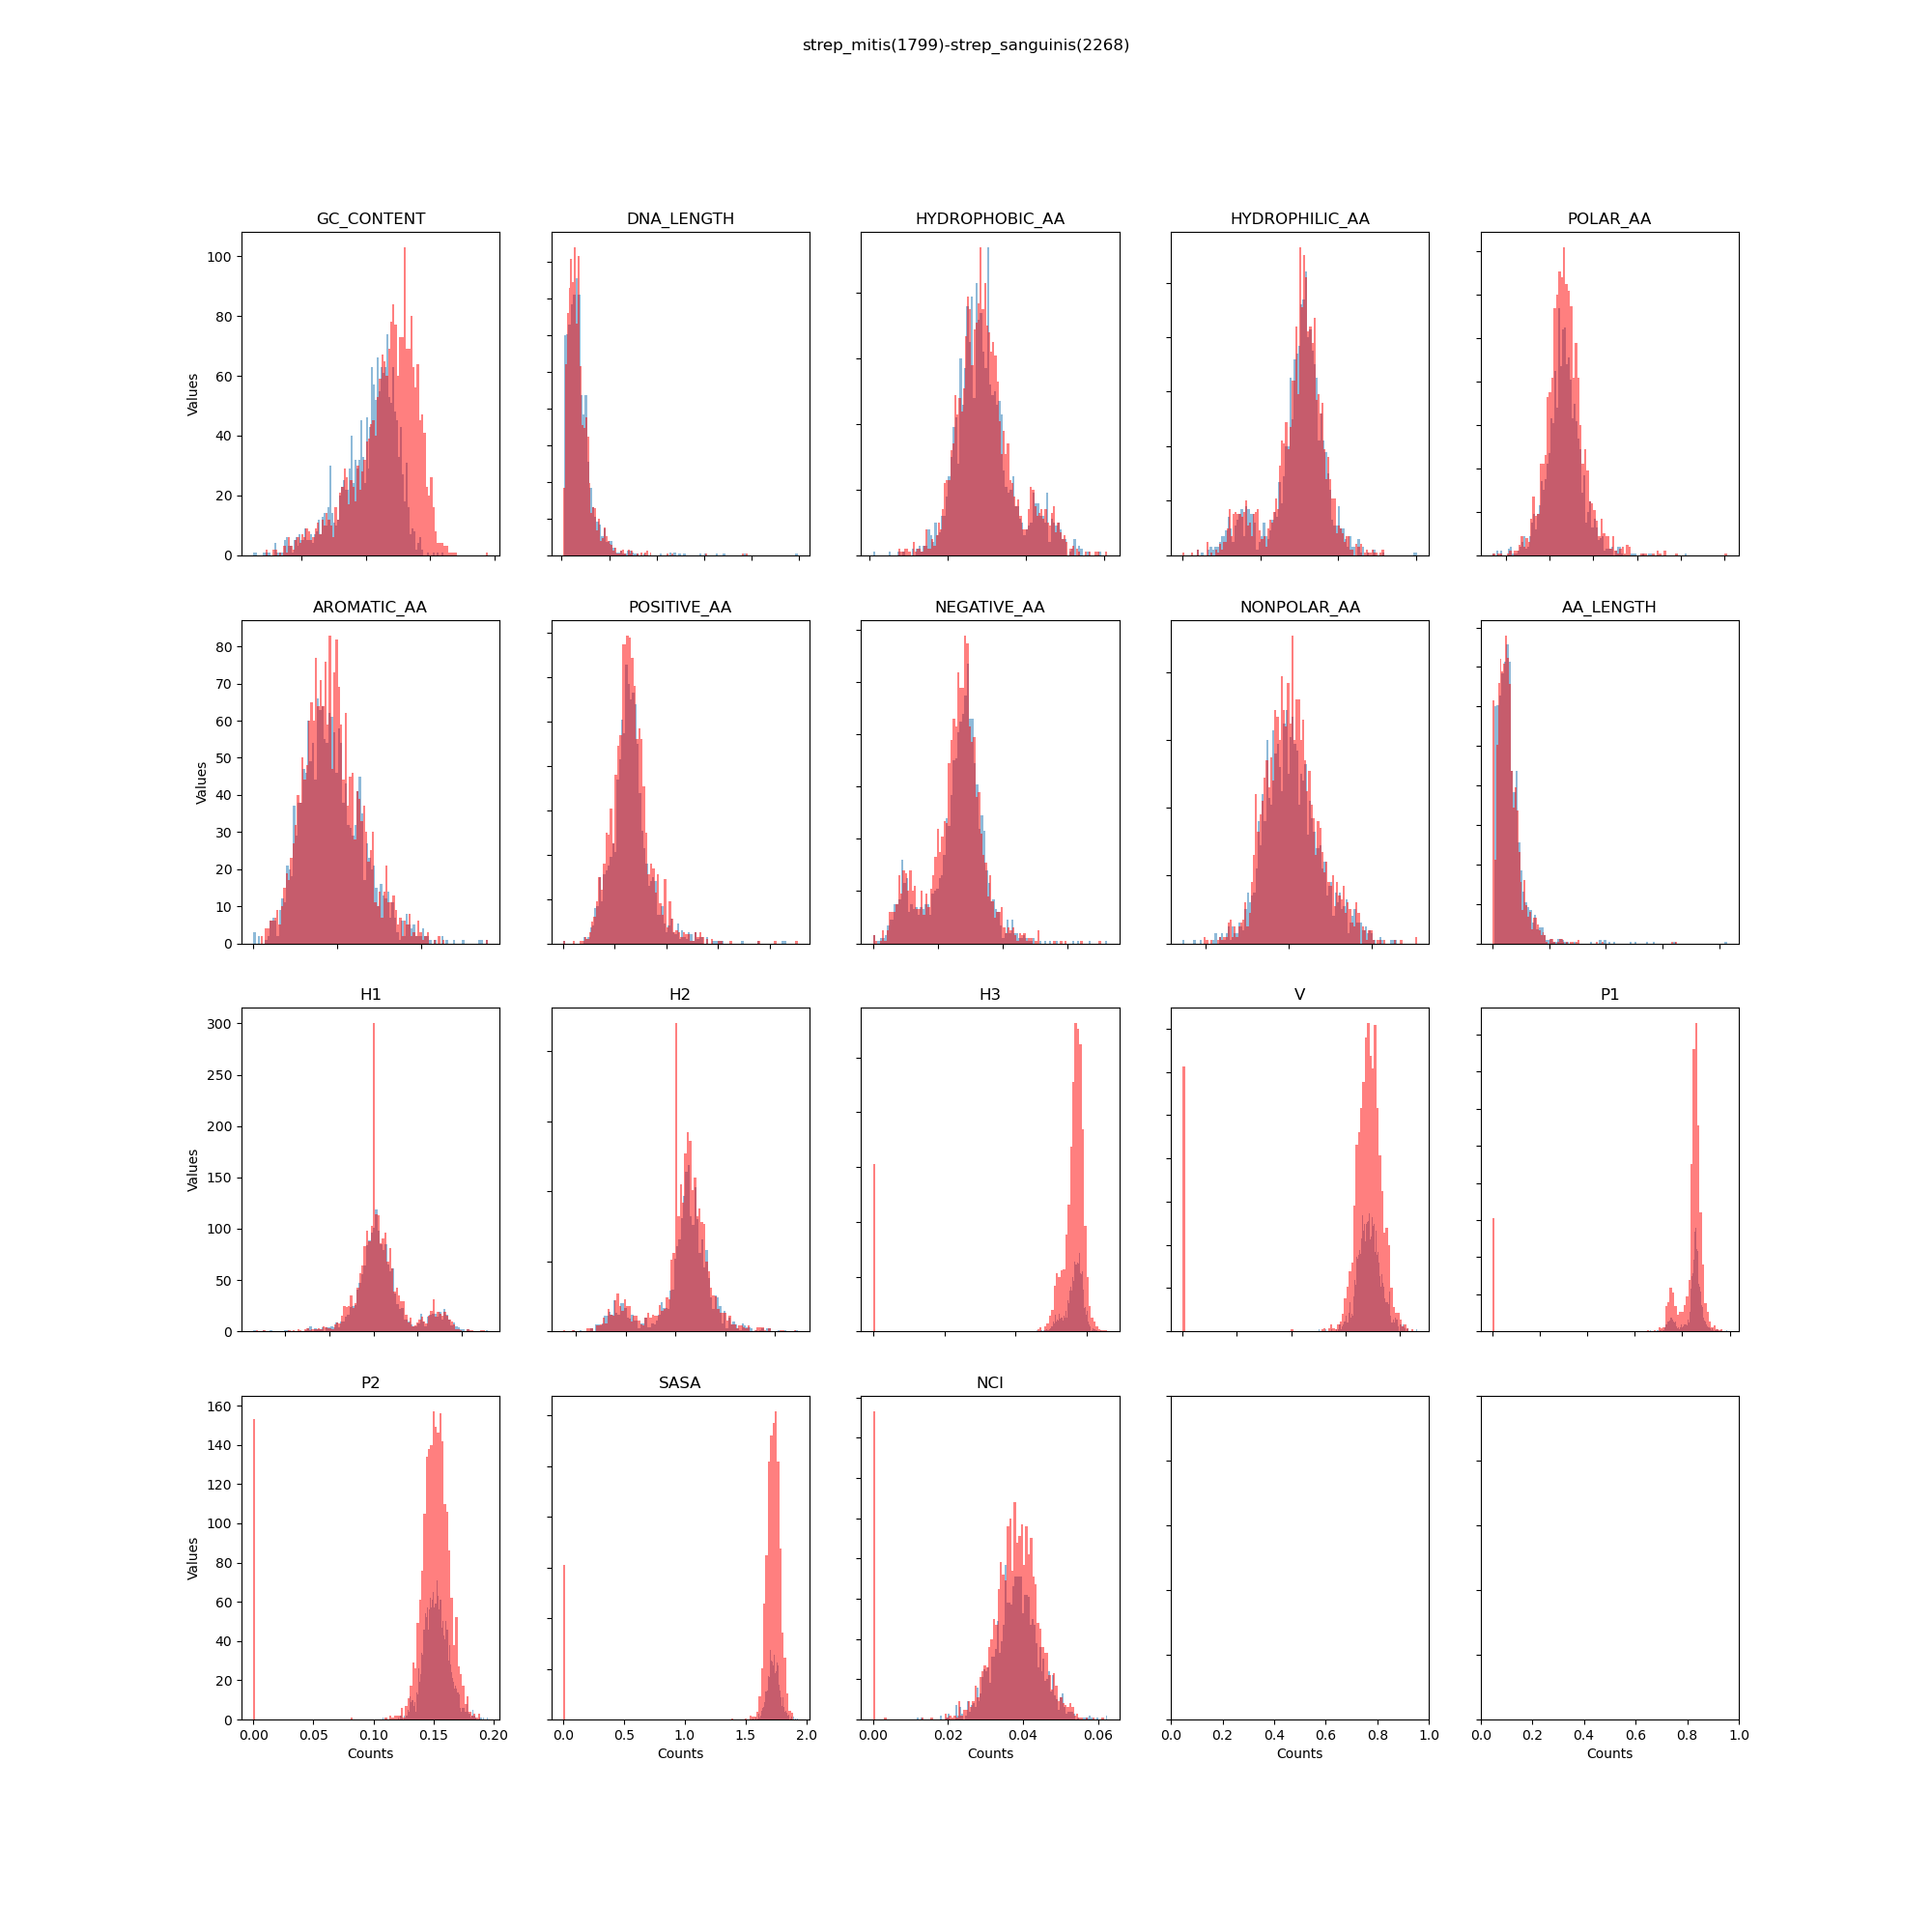 strep_mitis(1799)-strep_sanguinis(2268)
GC_CONTENT DNA_LENGTH HYDROPHOBIC_AA HYDROPHILIC_AA POLAR_AA
100
80
60
40
20
0
Values
AROMATIC_AA POSITIVE_AA NEGATIVE_AA NONPOLAR_AA AA_LENGTH
80
70
60
50
40
30
20
10
0
Values
H1 H2 H3 V P1
300
250
200
150
100
50
0
Values
P2 SASA NCI
160
140
120
100
80
60
40
20
0
Values
0.00 0.05 0.10 0.15 0.20 0.0 0.5 1.0 1.5 2.0 0.00 0.02 0.04 0.06 0.0 0.2 0.4 0.6 0.8 1.0 0.0 0.2 0.4 0.6 0.8 1.0
Counts Counts Counts Counts Counts